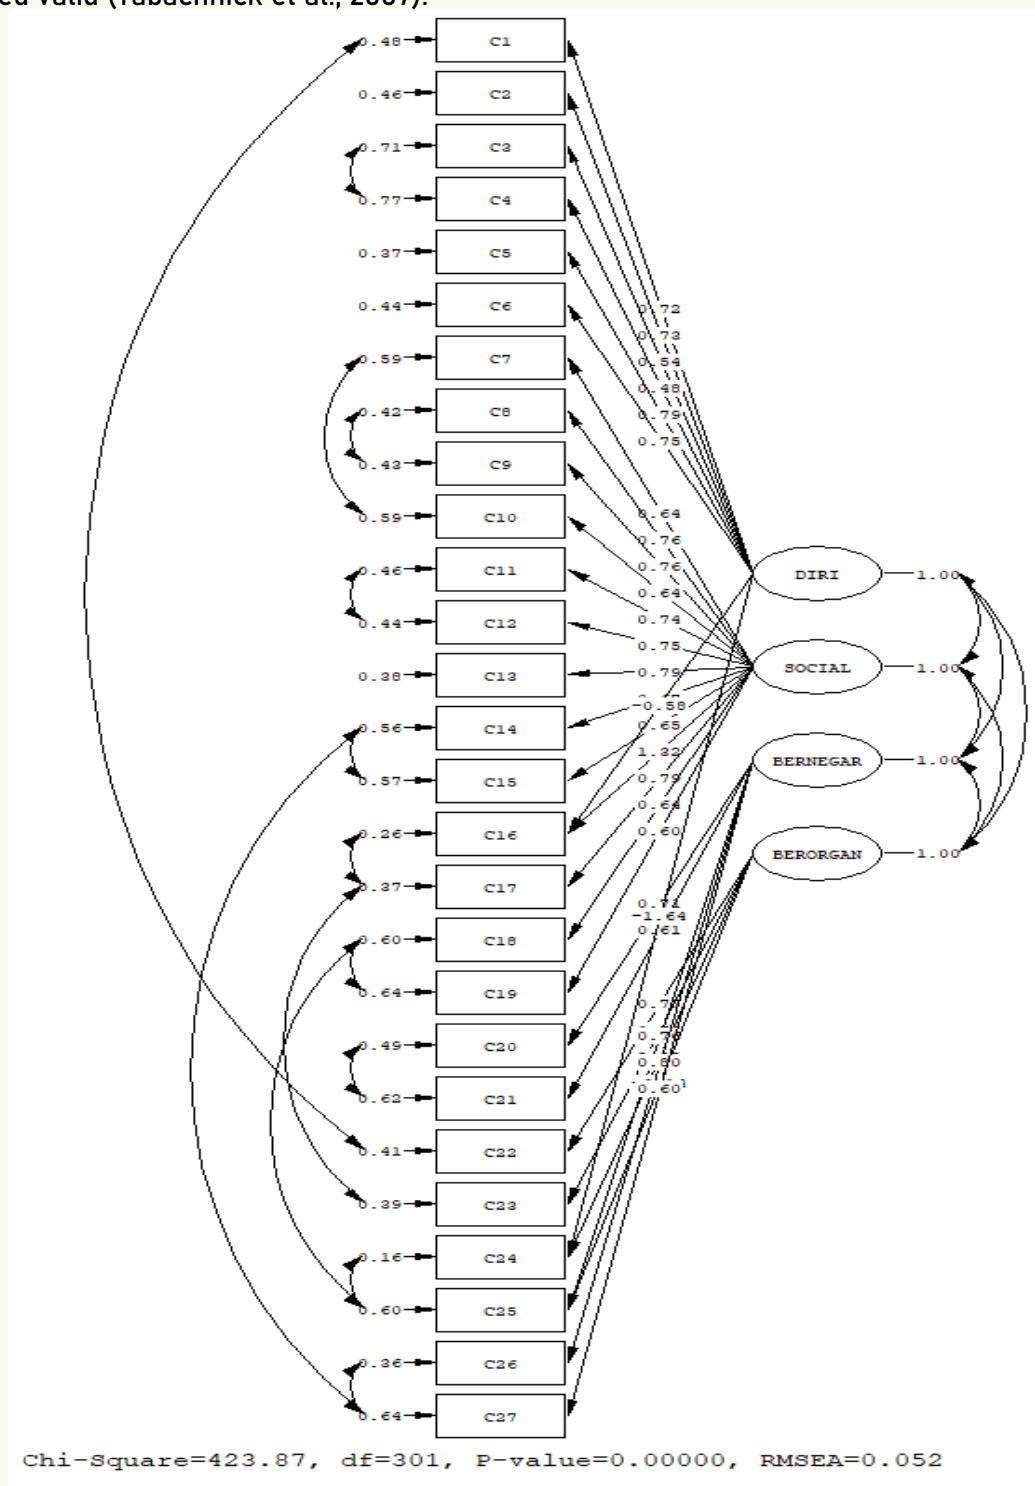 ed valid (Tabachnick et al., 2007).
0.48 C1
0.46 C2
0.71 C3
0.77 C4
0.37 C5
0.44 C6
0.72
0.73
0.54
0.48
0.79
0.75
0.59 C7
0.42 C8
0.43 C9
0.59 C10
0.64
0.76
0.76
0.64
0.46 C11
0.74
DIRI 1.00
0.44 C12
0.75
0.38 C13
0.79
SOCIAL 1.00
-0.58
0.56 C14
0.65
1.32
BERNEGAR 1.00
0.57 C15
0.79
0.64
0.26 C16
0.60
BERORGAN 1.00
0.37 C17
0.71
-1.64
0.61
0.60 C18
0.64 C19
0.49 C20
0.80
0.60
0.62 C21
0.41 C22
0.39 C23
0.16 C24
0.60 C25
0.36 C26
0.64 C27
Chi-Square=423.87, df=301, P-value=0.00000, RMSEA=0.052